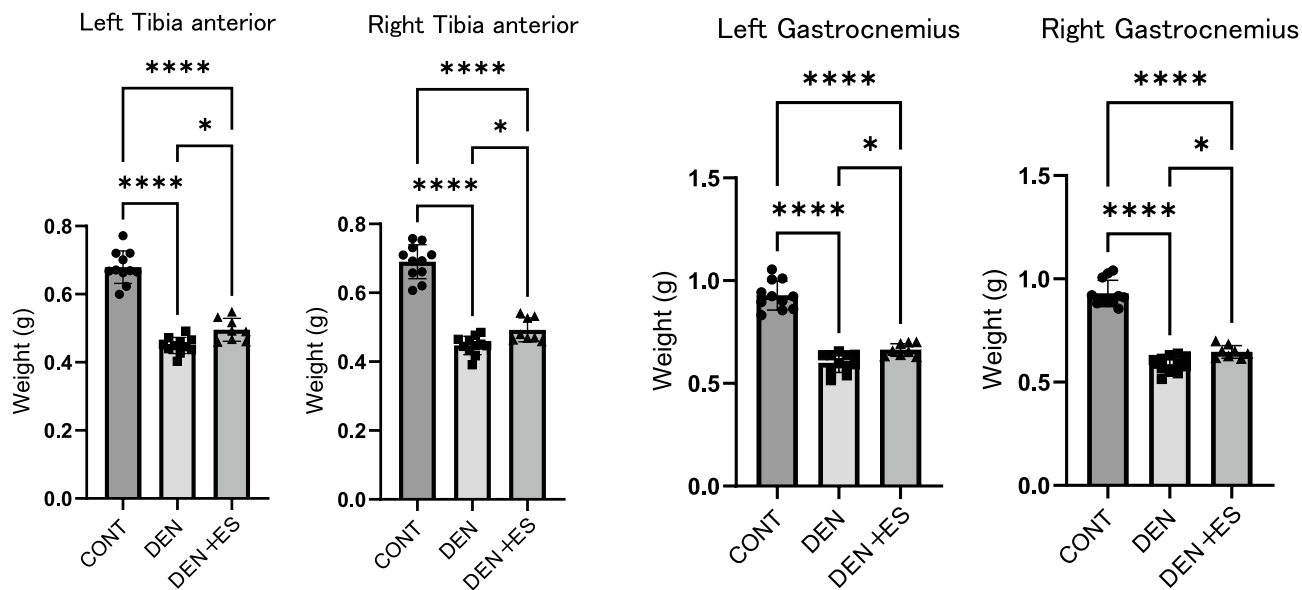 Left Tibia anterior
****
*
****
Weight (g)
0.8
0.6
0.4
0.2
0.0
CONT
DEN
DEN+ES
Right Tibia anterior
****
*
****
Weight (g)
0.8
0.6
0.4
0.2
0.0
CONT
DEN
DEN+ES
Left Gastrocnemius
****
*
****
Weight (g)
1.5
1.0
0.5
0.0
CONT
DEN
DEN+ES
Right Gastrocnemius
****
*
****
Weight (g)
1.5
1.0
0.5
0.0
CONT
DEN
DEN+ES